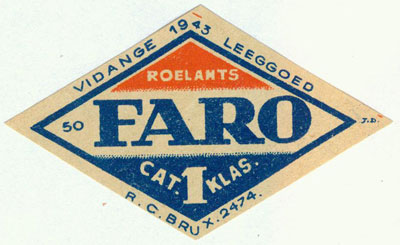 VIDANGE 1943 LEEGGOED
ROELANTS
50 FARO J.D.
CAT. 1 KLAS.
R.C. BRUX. 2474.